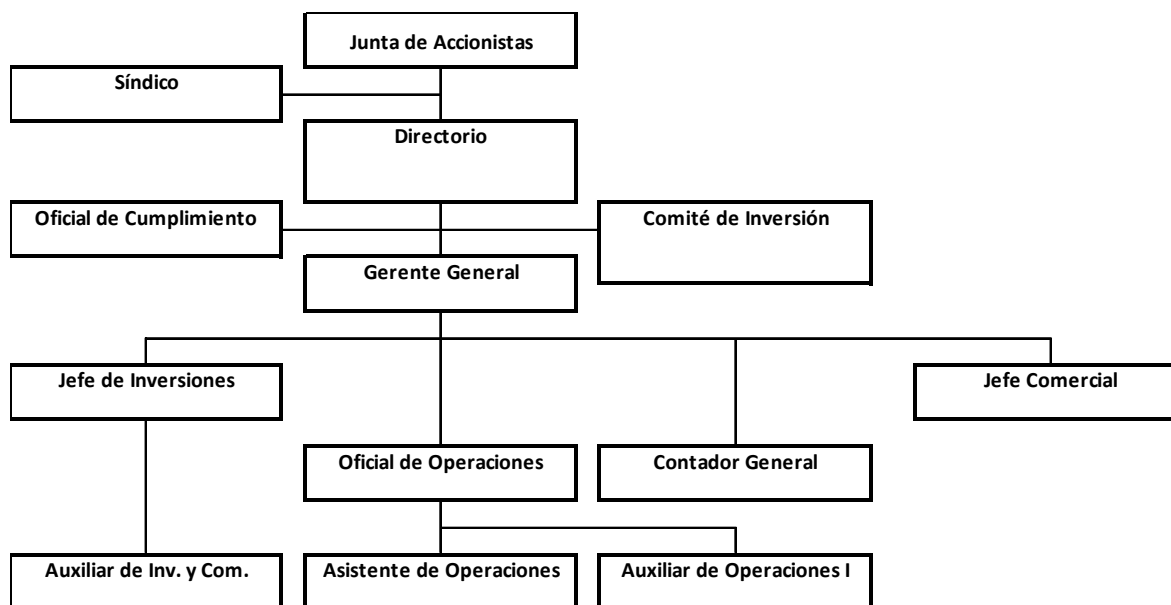 Junta de Accionistas
Síndico
Directorio
Oficial de Cumplimiento
Comité de Inversión
Gerente General
Jefe de Inversiones
Jefe Comercial
Oficial de Operaciones
Contador General
Auxiliar de Inv. y Com.
Asistente de Operaciones
Auxiliar de Operaciones I